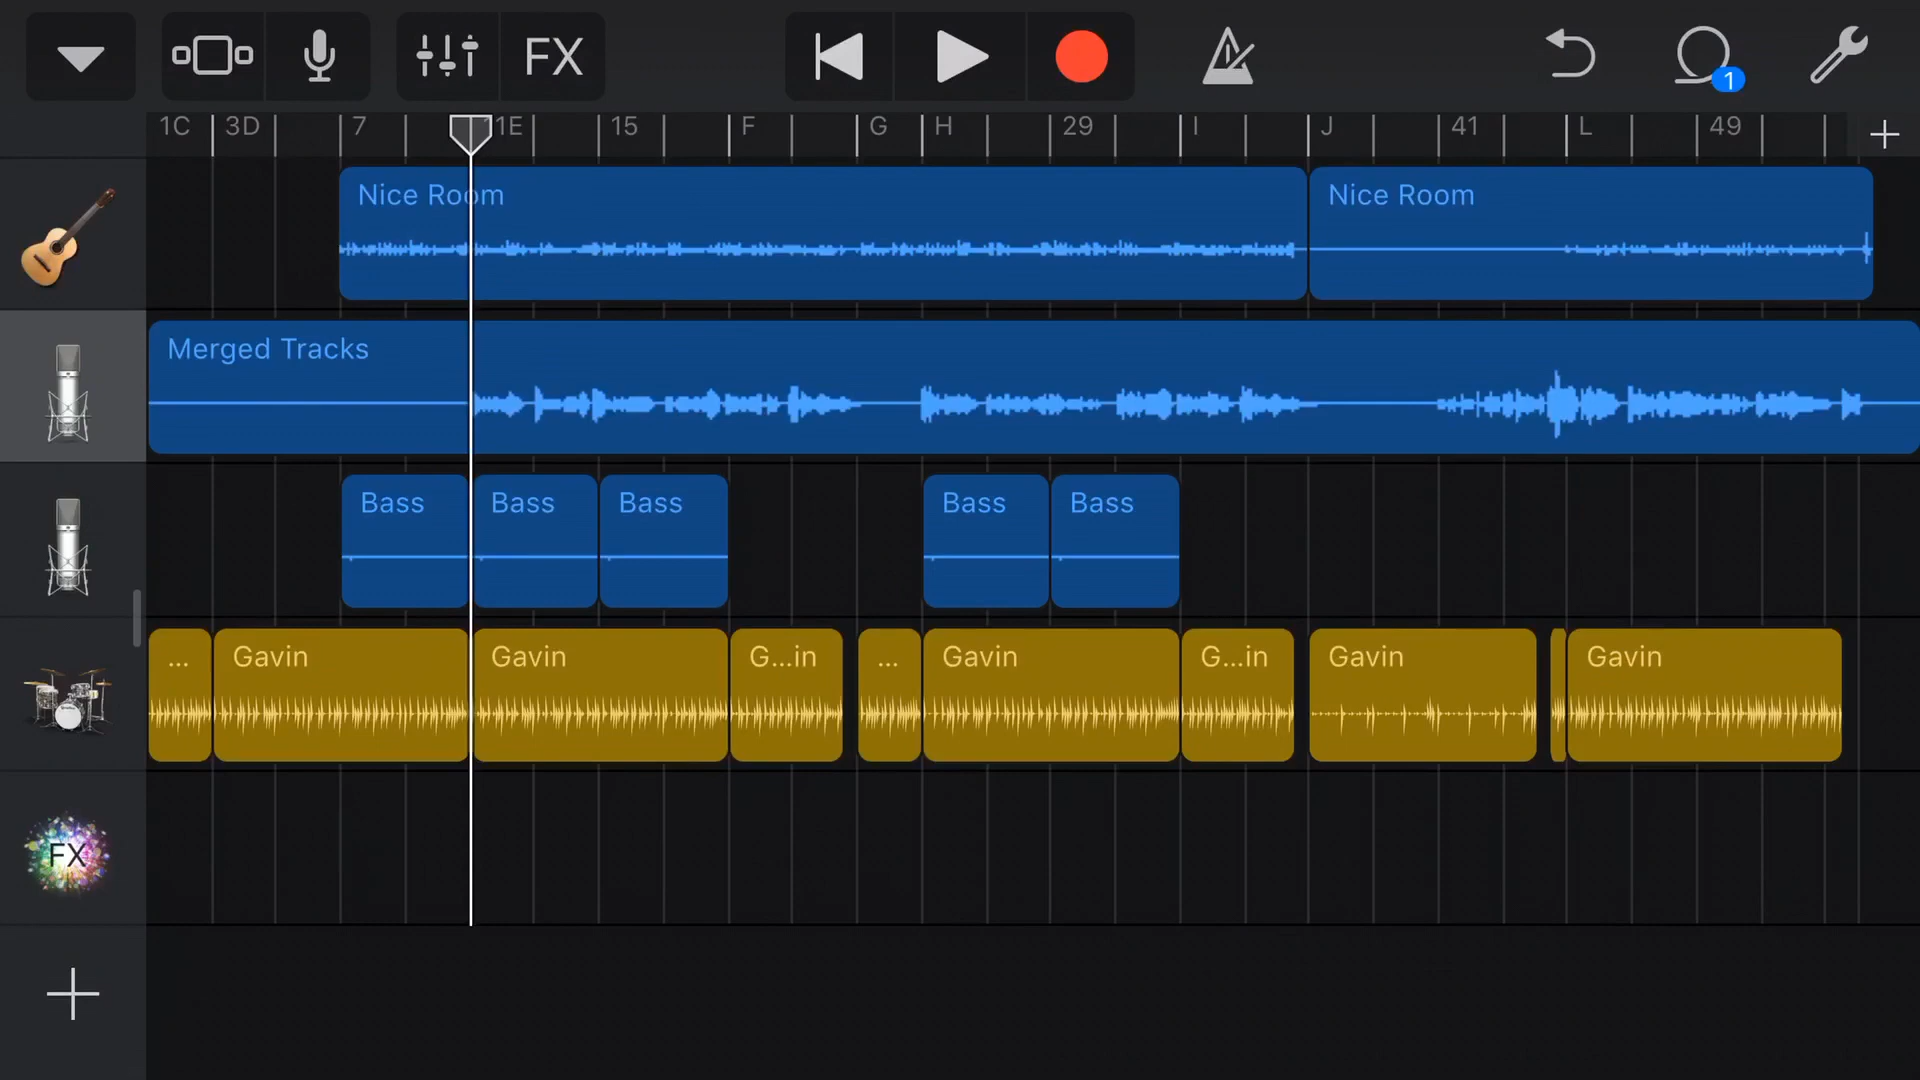 FX
1
1C 3D 7 1E 15 F G H 29 I J 41 L 49
Nice Room Nice Room
Merged Tracks
Bass Bass Bass Bass Bass
... Gavin Gavin G...in ... Gavin G...in Gavin Gavin
FX